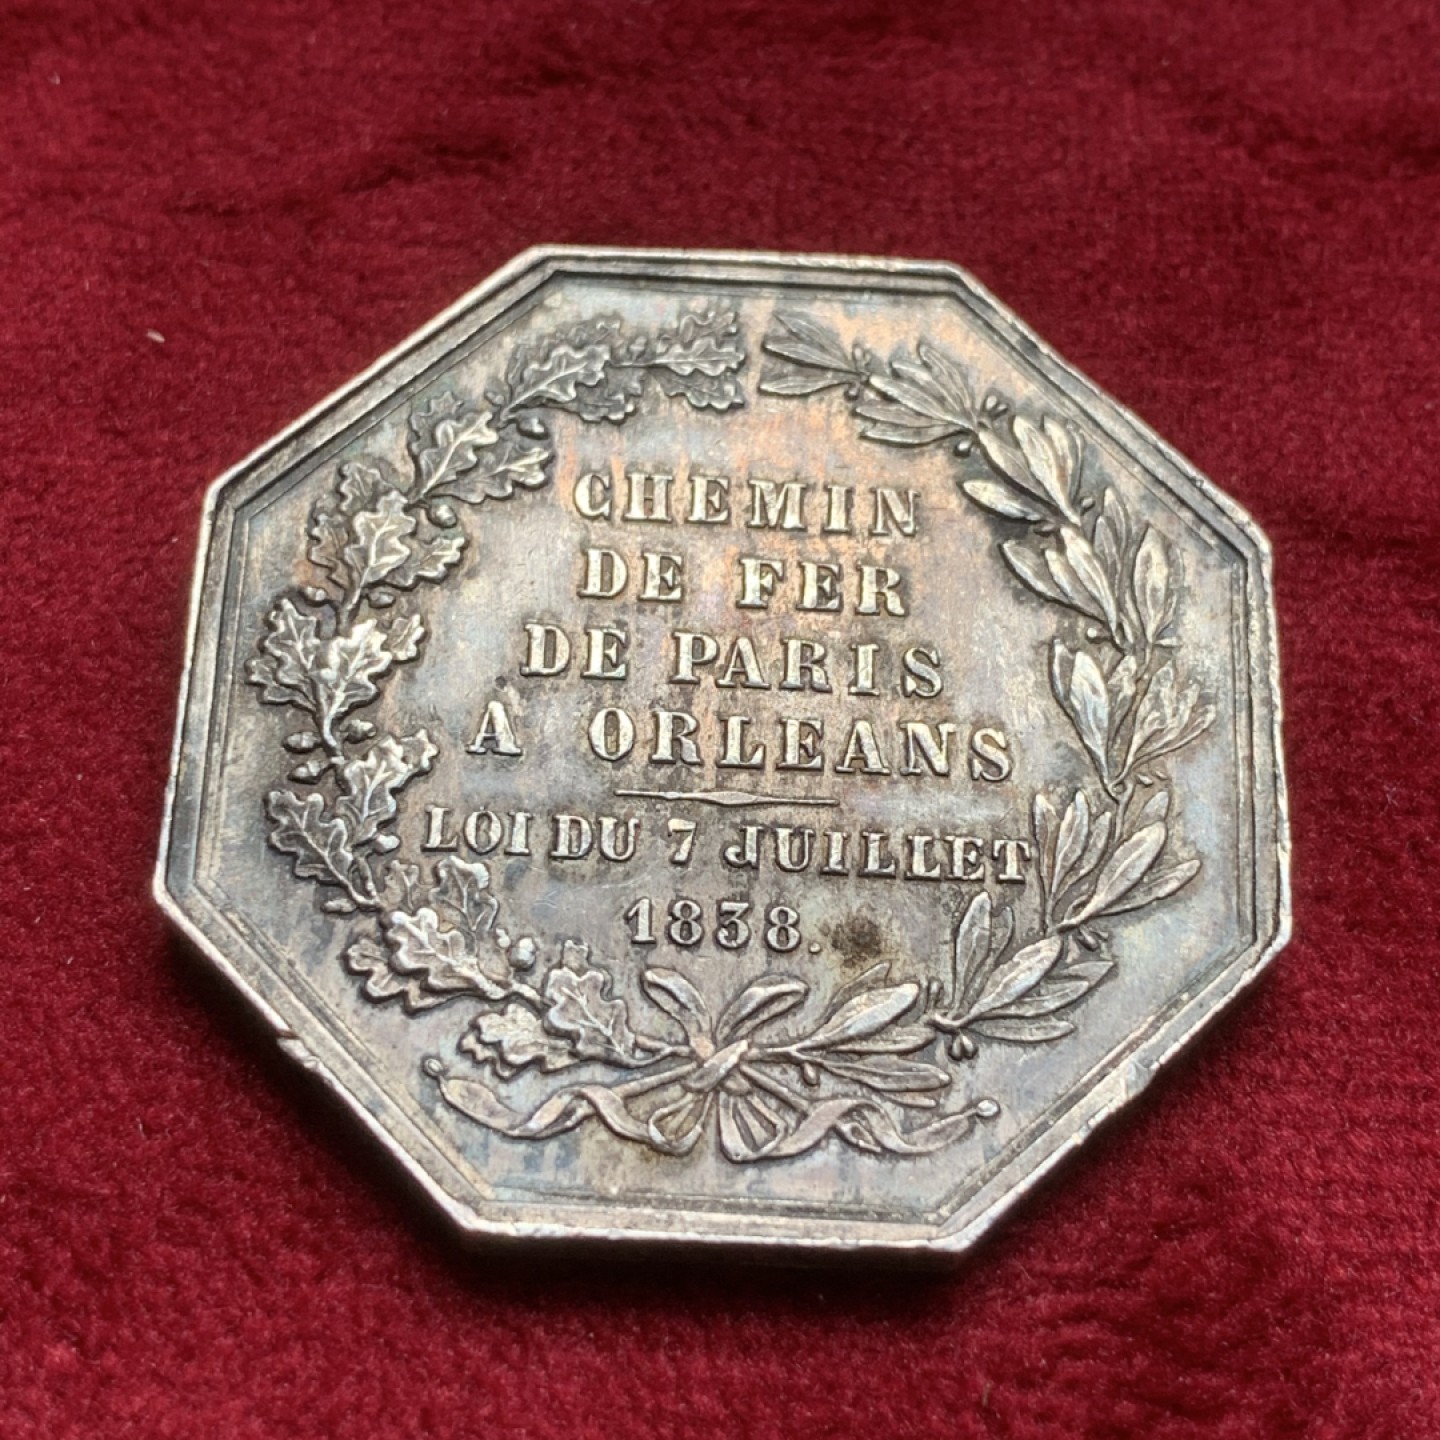 CHEMIN
DE FER
DE PARIS
A ORLEANS
LOI DU 7 JUILLET
1838.